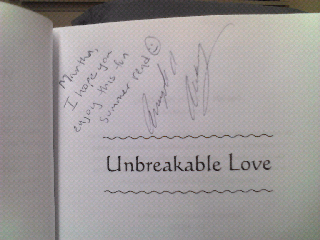 Martha,
I hope you
enjoy this fun
summer read
Unbreakable Love